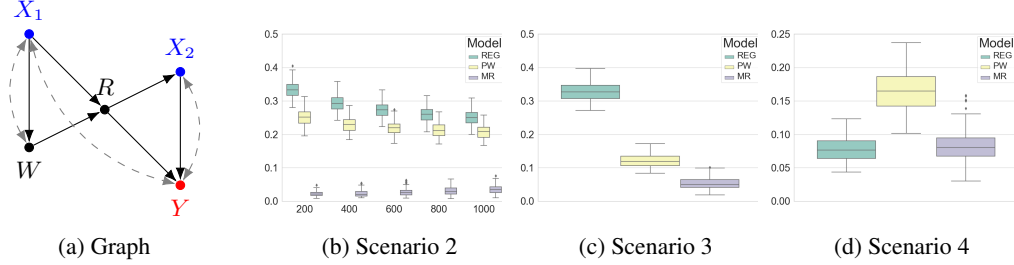 X₁
X₂
R
W
Y
(a) Graph
0.5
0.4
0.3
0.2
0.1
0.0
200 400 600 800 1000
Model
REG
PW
MR
(b) Scenario 2
0.5
0.4
0.3
0.2
0.1
0.0
Model
REG
PW
MR
(c) Scenario 3
0.25
0.20
0.15
0.10
0.05
0.00
Model
REG
PW
MR
(d) Scenario 4